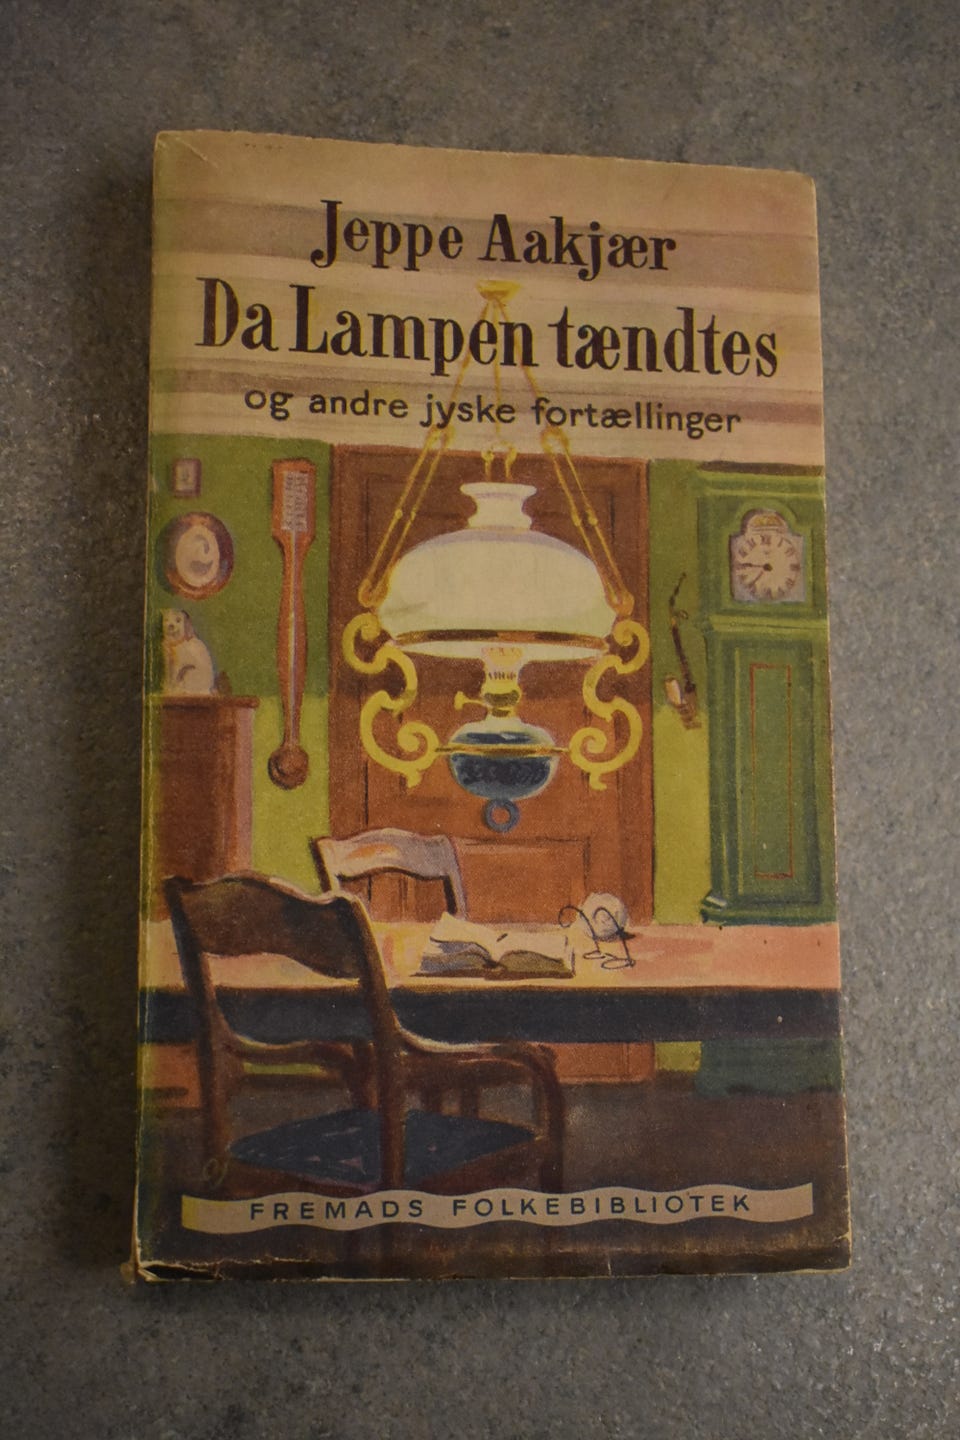 Jeppe Aakjær
Da Lampen tændtes
og andre jyske fortællinger
FREMADS FOLKEBIBLIOTEK